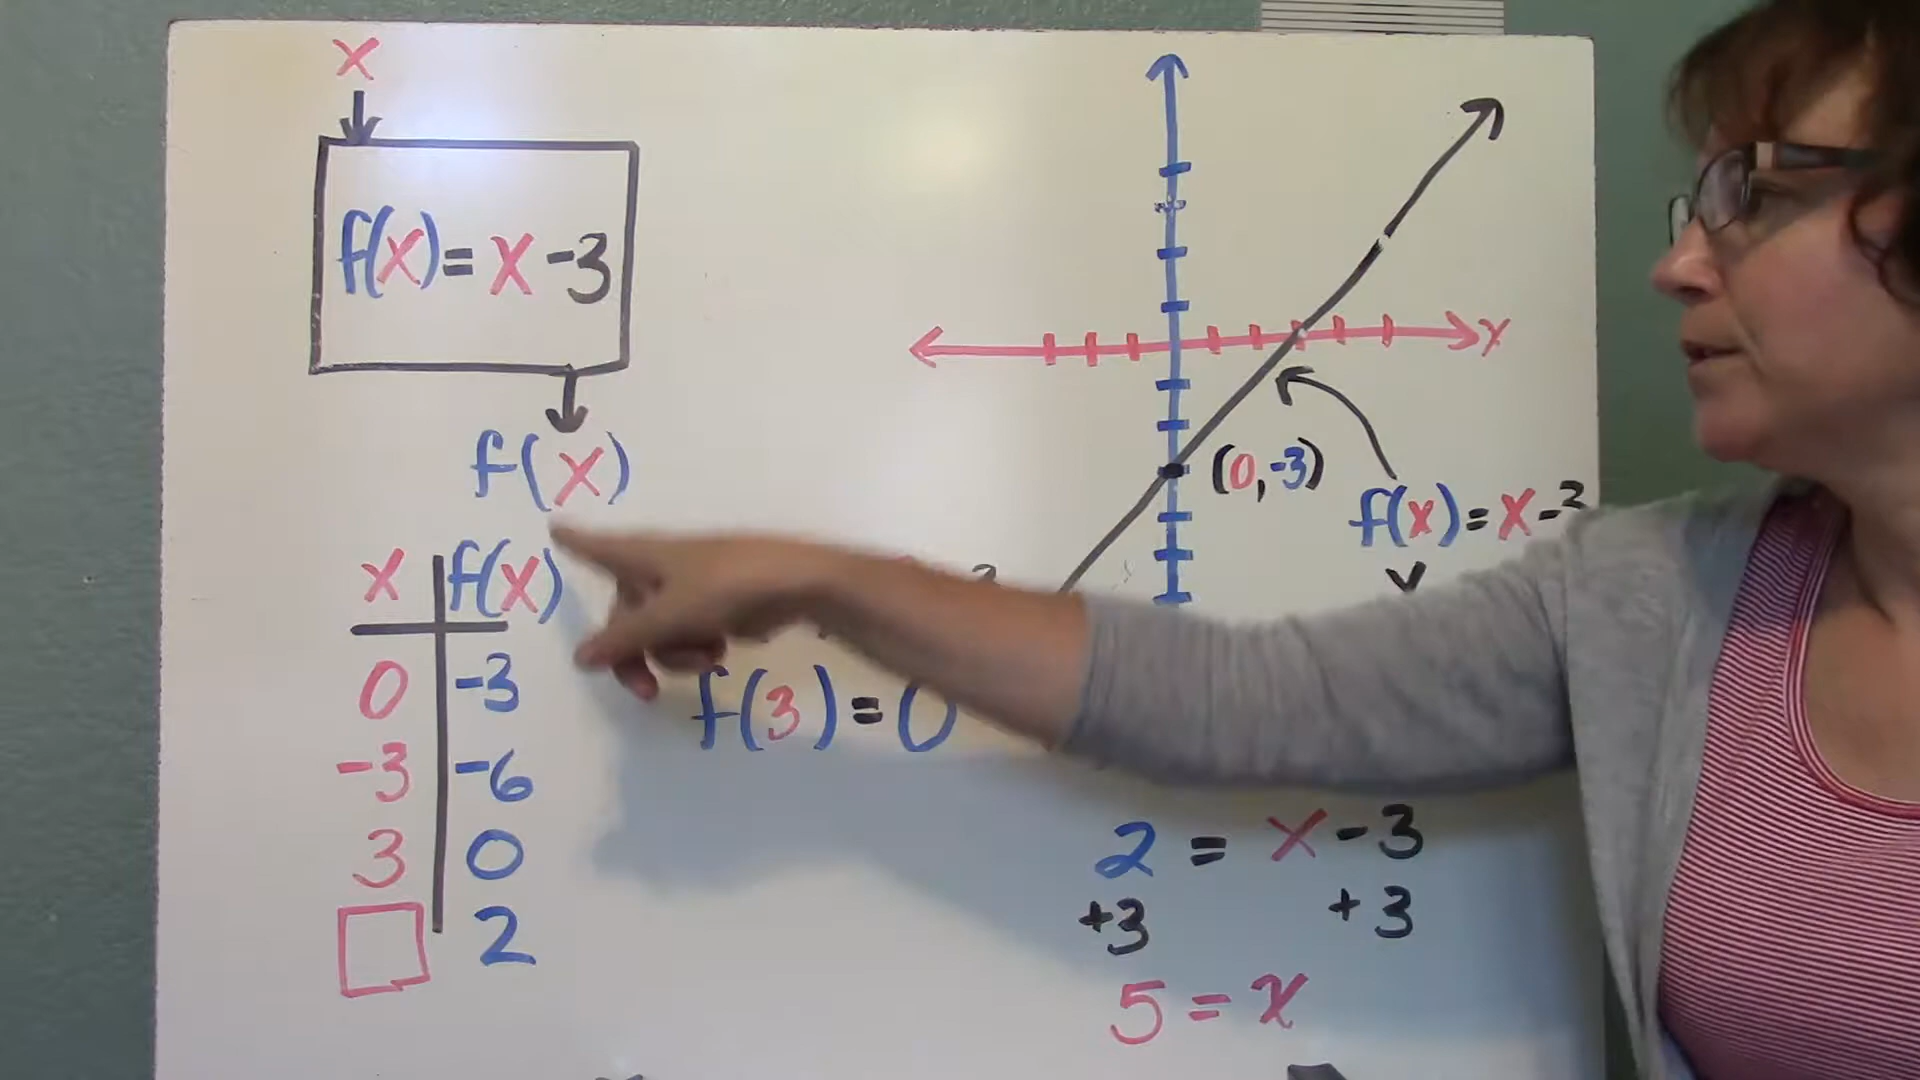 x
f(x) = x - 3
f(x)
x f(x)
0 -3
-3 -6
3 0
2
f(3) = 0
x
(0, -3)
f(x) = x - 3
2 = x - 3
+3 +3
5 = x